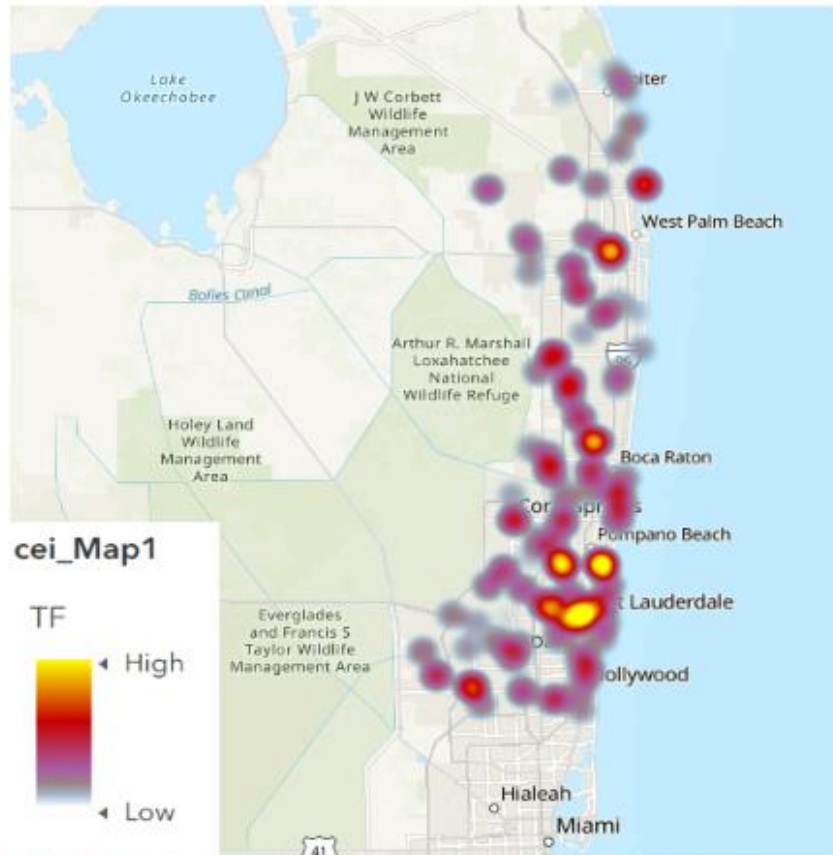 Lake
Okeechobee
J W Corbett
Wildlife
Management
Area
West Palm Beach
Bolles Canal
Arthur R. Marshall
Loxahatchee
National
Wildlife Refuge
Holey Land
Wildlife
Management
Area
Boca Raton
Pompano Beach
Lauderdale
Everglades
and Francis S
Taylor Wildlife
Management Area
ollywood
Hialeah
Miami
41
cei_Map1
TF
High
Low